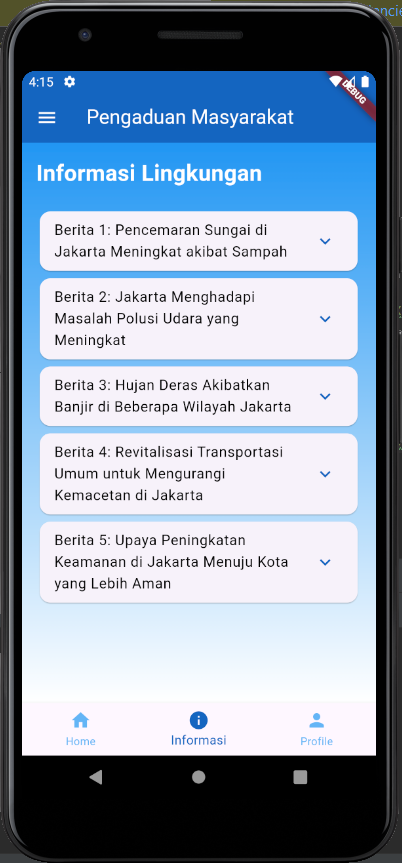 encie
4:15
DEBUG
Pengaduan Masyarakat
Informasi Lingkungan
Berita 1: Pencemaran Sungai di
Jakarta Meningkat akibat Sampah
Berita 2: Jakarta Menghadapi
Masalah Polusi Udara yang
Meningkat
Berita 3: Hujan Deras Akibatkan
Banjir di Beberapa Wilayah Jakarta
Berita 4: Revitalisasi Transportasi
Umum untuk Mengurangi
Kemacetan di Jakarta
Berita 5: Upaya Peningkatan
Keamanan di Jakarta Menuju Kota
yang Lebih Aman
Home
Informasi
Profile